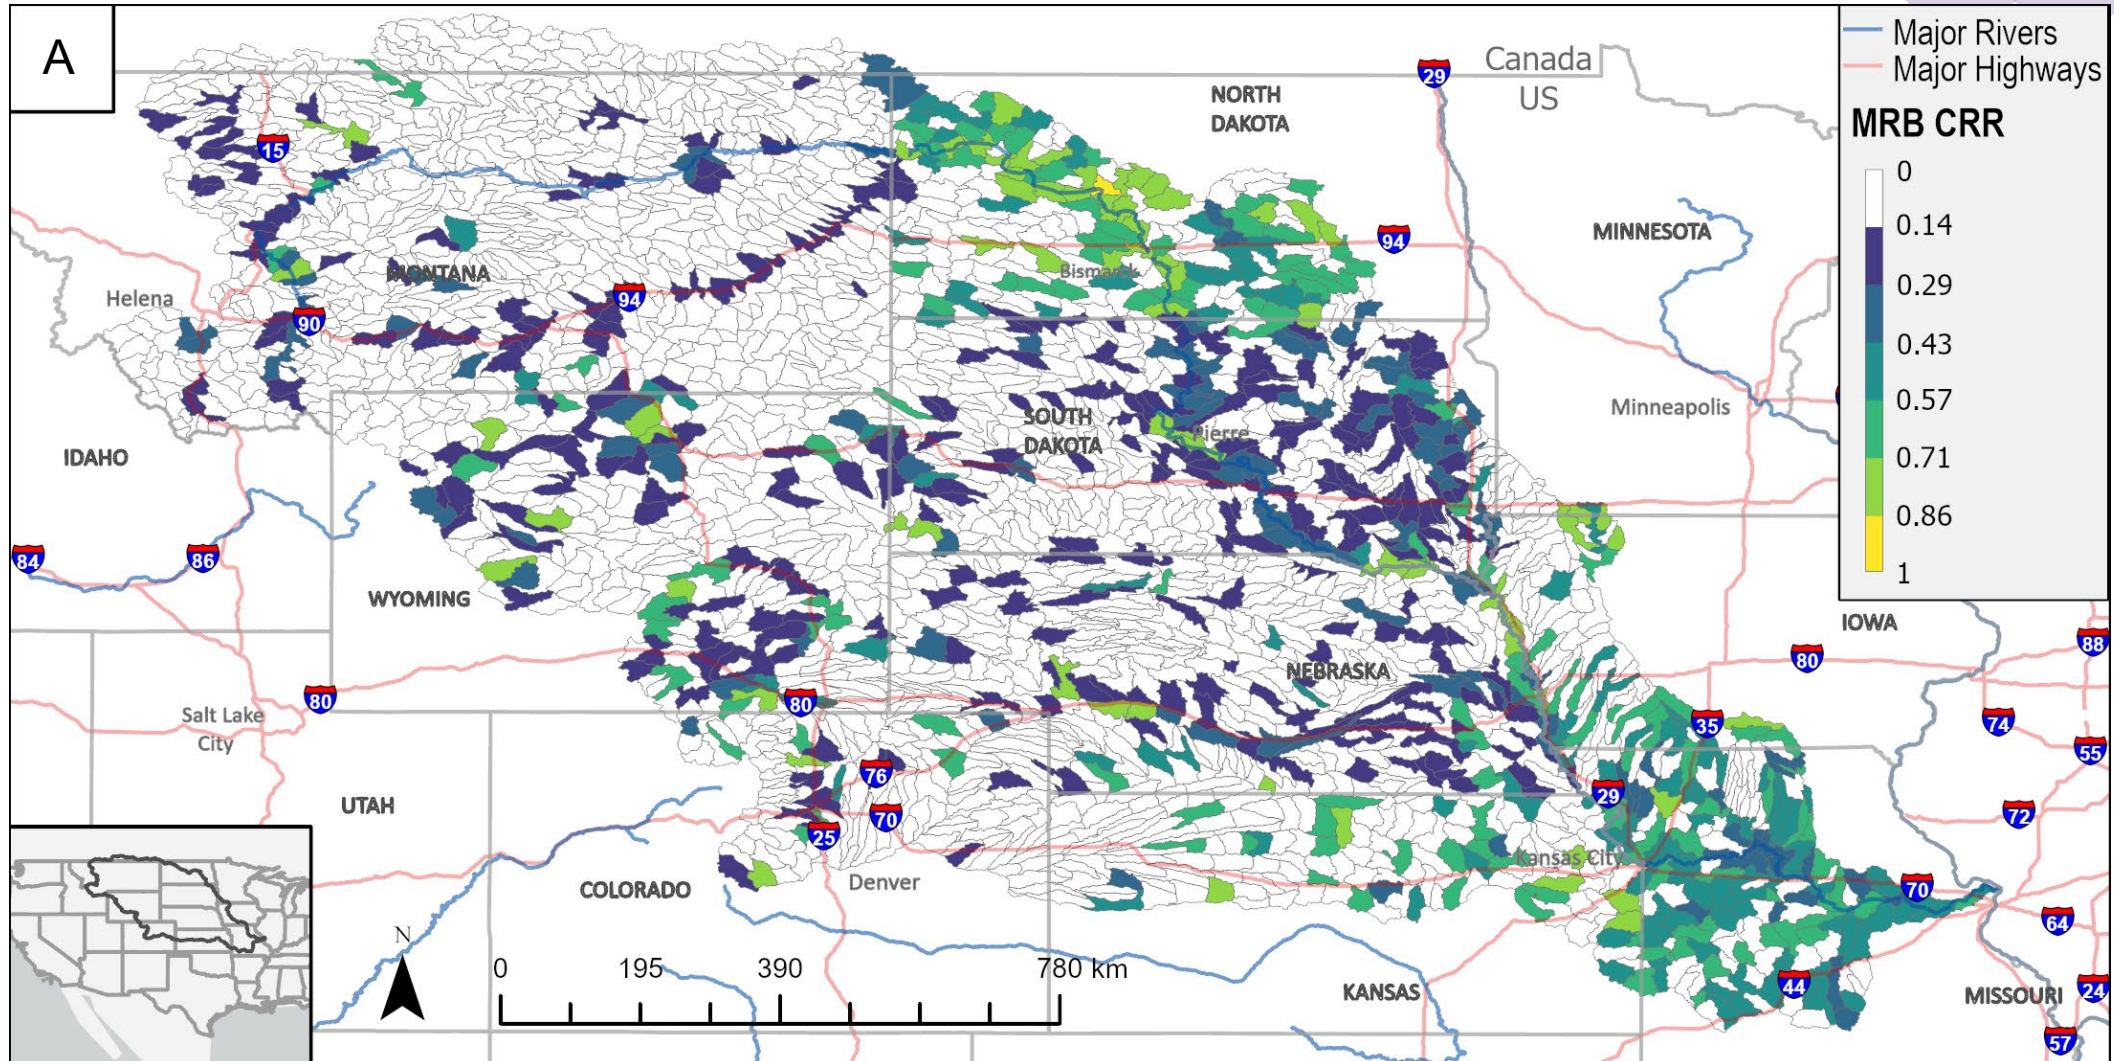 A
Canada
US
29
NORTH
DAKOTA
15
MINNESOTA
94
Bismarck
MONTANA
Helena
94
90
SOUTH
DAKOTA
Minneapolis
Pierre
IDAHO
84
86
WYOMING
IOWA
88
80
NEBRASKA
80
80
Salt Lake
City
35
74
55
76
UTAH
29
70
72
25
Kansas City
Denver
COLORADO
70
64
N
0
195
390
780 km
KANSAS
44
MISSOURI
24
57
Major Rivers
Major Highways
MRB CRR
0
0.14
0.29
0.43
0.57
0.71
0.86
1